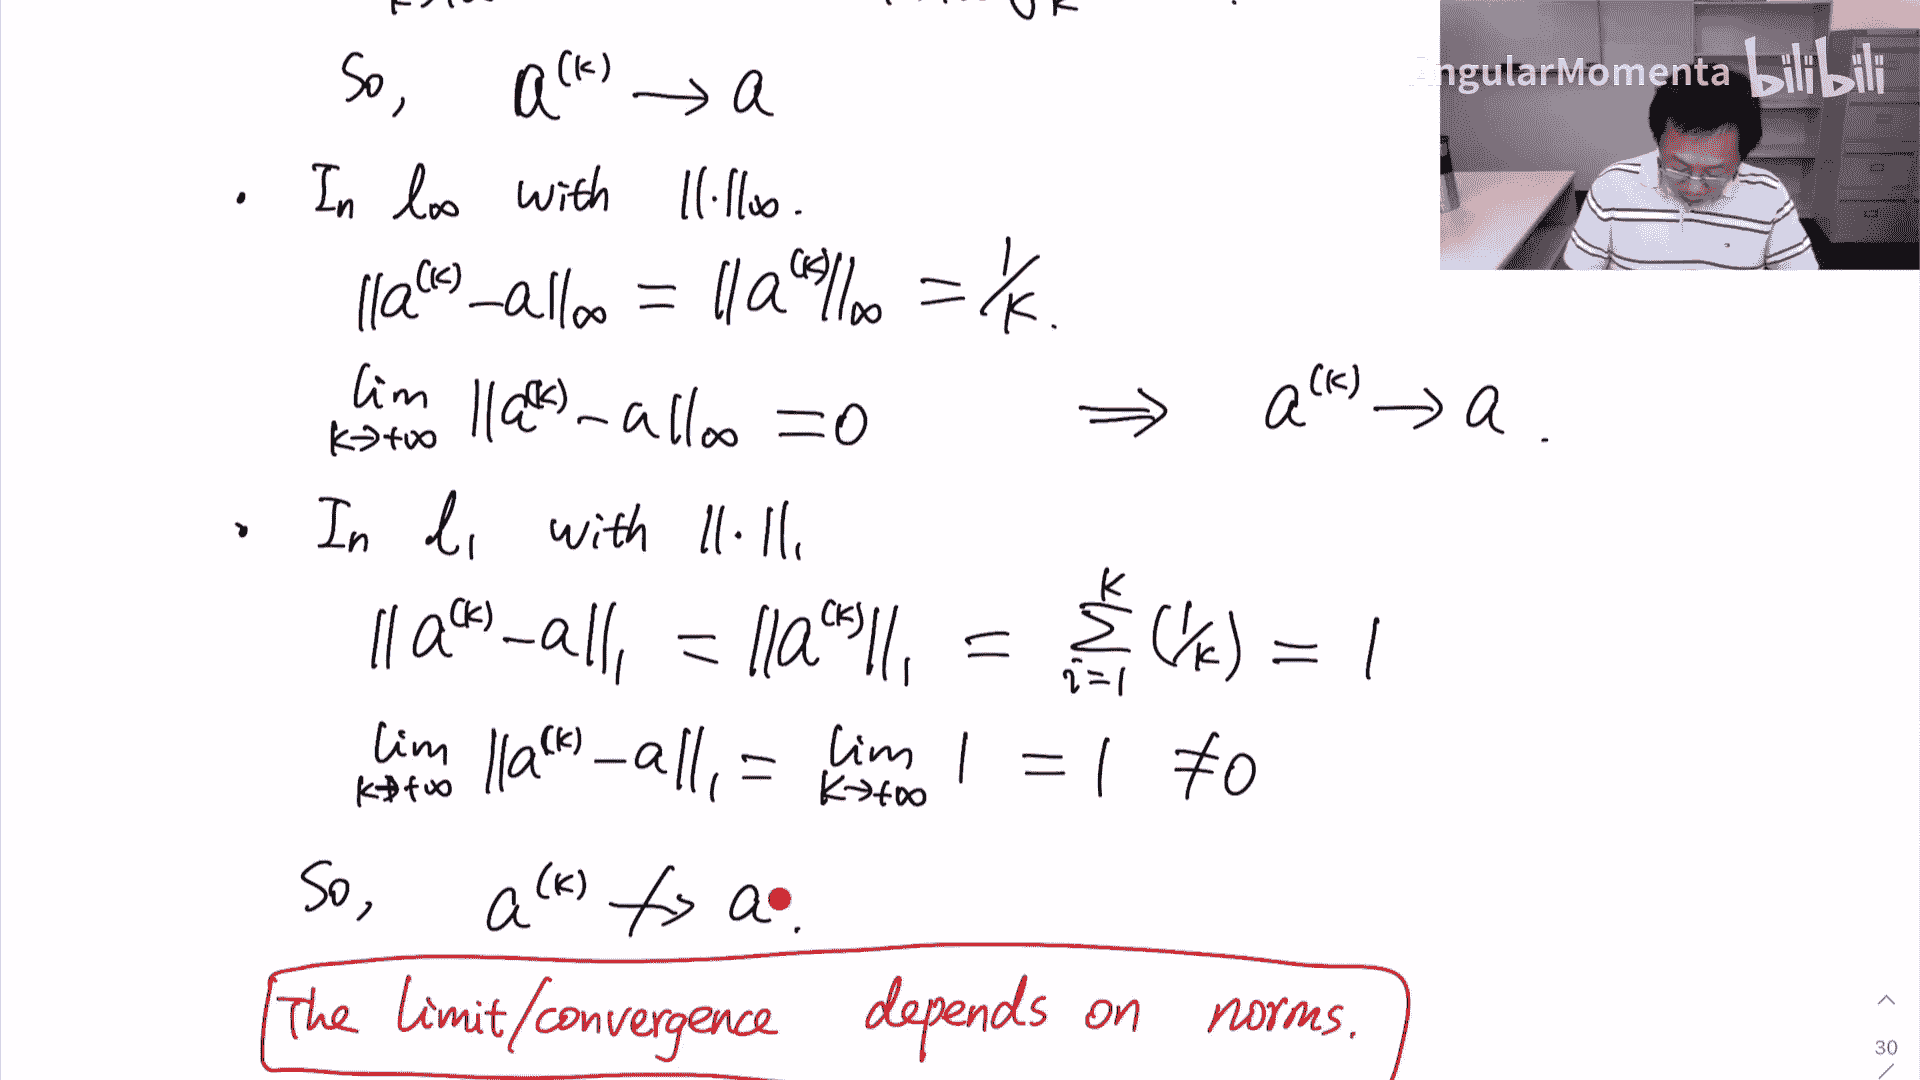 So, a^(k) → a
AngularMomenta bilibili
· In l∞ with ||·||∞.
||a^(k) – a||∞ = ||a^(k)||∞ = 1/k.
lim k→+∞ ||a^(k) – a||∞ = 0 ⟹ a^(k) → a.
· In l₁ with ||·||₁
||a^(k) – a||₁ = ||a^(k)||₁ = ∑ i=1 k (1/k) = 1
lim k→+∞ ||a^(k) – a||₁ = lim k→+∞ 1 = 1 ≠ 0
So, a^(k) ↛ a.
The limit/convergence depends on norms.
30